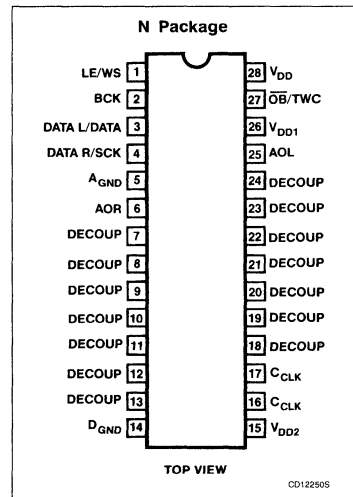 N Package
LE/WS 1
BCK 2
DATA L/DATA 3
DATA R/SCK 4
AGND 5
AOR 6
DECOUP 7
DECOUP 8
DECOUP 9
DECOUP 10
DECOUP 11
DECOUP 12
DECOUP 13
DGND 14
28 VDD
27 O̅B̅/TWC
26 VDD1
25 AOL
24 DECOUP
23 DECOUP
22 DECOUP
21 DECOUP
20 DECOUP
19 DECOUP
18 DECOUP
17 CCLK
16 CCLK
15 VDD2
TOP VIEW
CD12250S